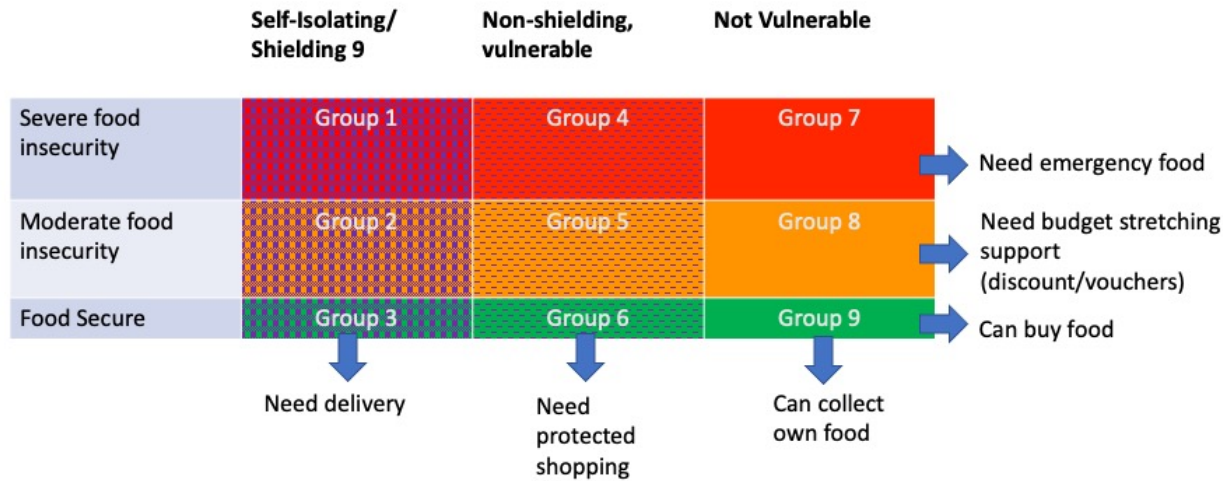 Self-Isolating/
Shielding 9
Non-shielding,
vulnerable
Not Vulnerable
Severe food
insecurity
Group 1
Group 4
Group 7
Need emergency food
Moderate food
insecurity
Group 2
Group 5
Group 8
Need budget stretching
support
(discount/vouchers)
Food Secure
Group 3
Group 6
Group 9
Can buy food
Need delivery
Need
protected
shopping
Can collect
own food